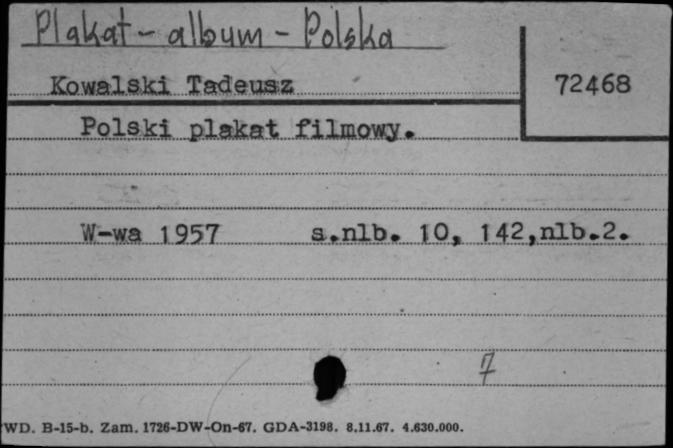 Plakat - album - Polska
Kowalski Tadeusz
72468
Polski plakat filmowy.
W-wa 1957 s.nlb. 10, 142,nlb.2.
7
WD. B-15-b. Zam. 1726-DW-On-67. GDA-3198. 8.11.67. 4.630.000.